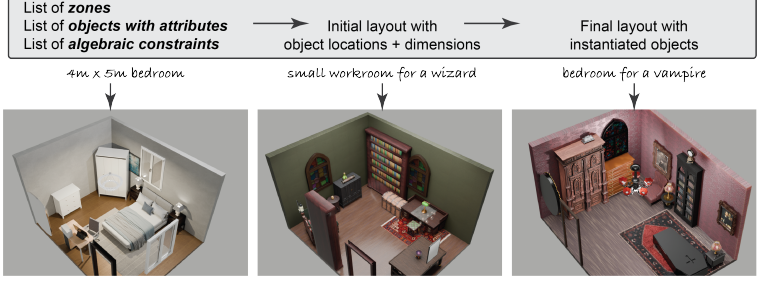 List of zones
List of objects with attributes
List of algebraic constraints
Initial layout with
object locations + dimensions
Final layout with
instantiated objects
4m x 5m bedroom
small workroom for a wizard
bedroom for a vampire